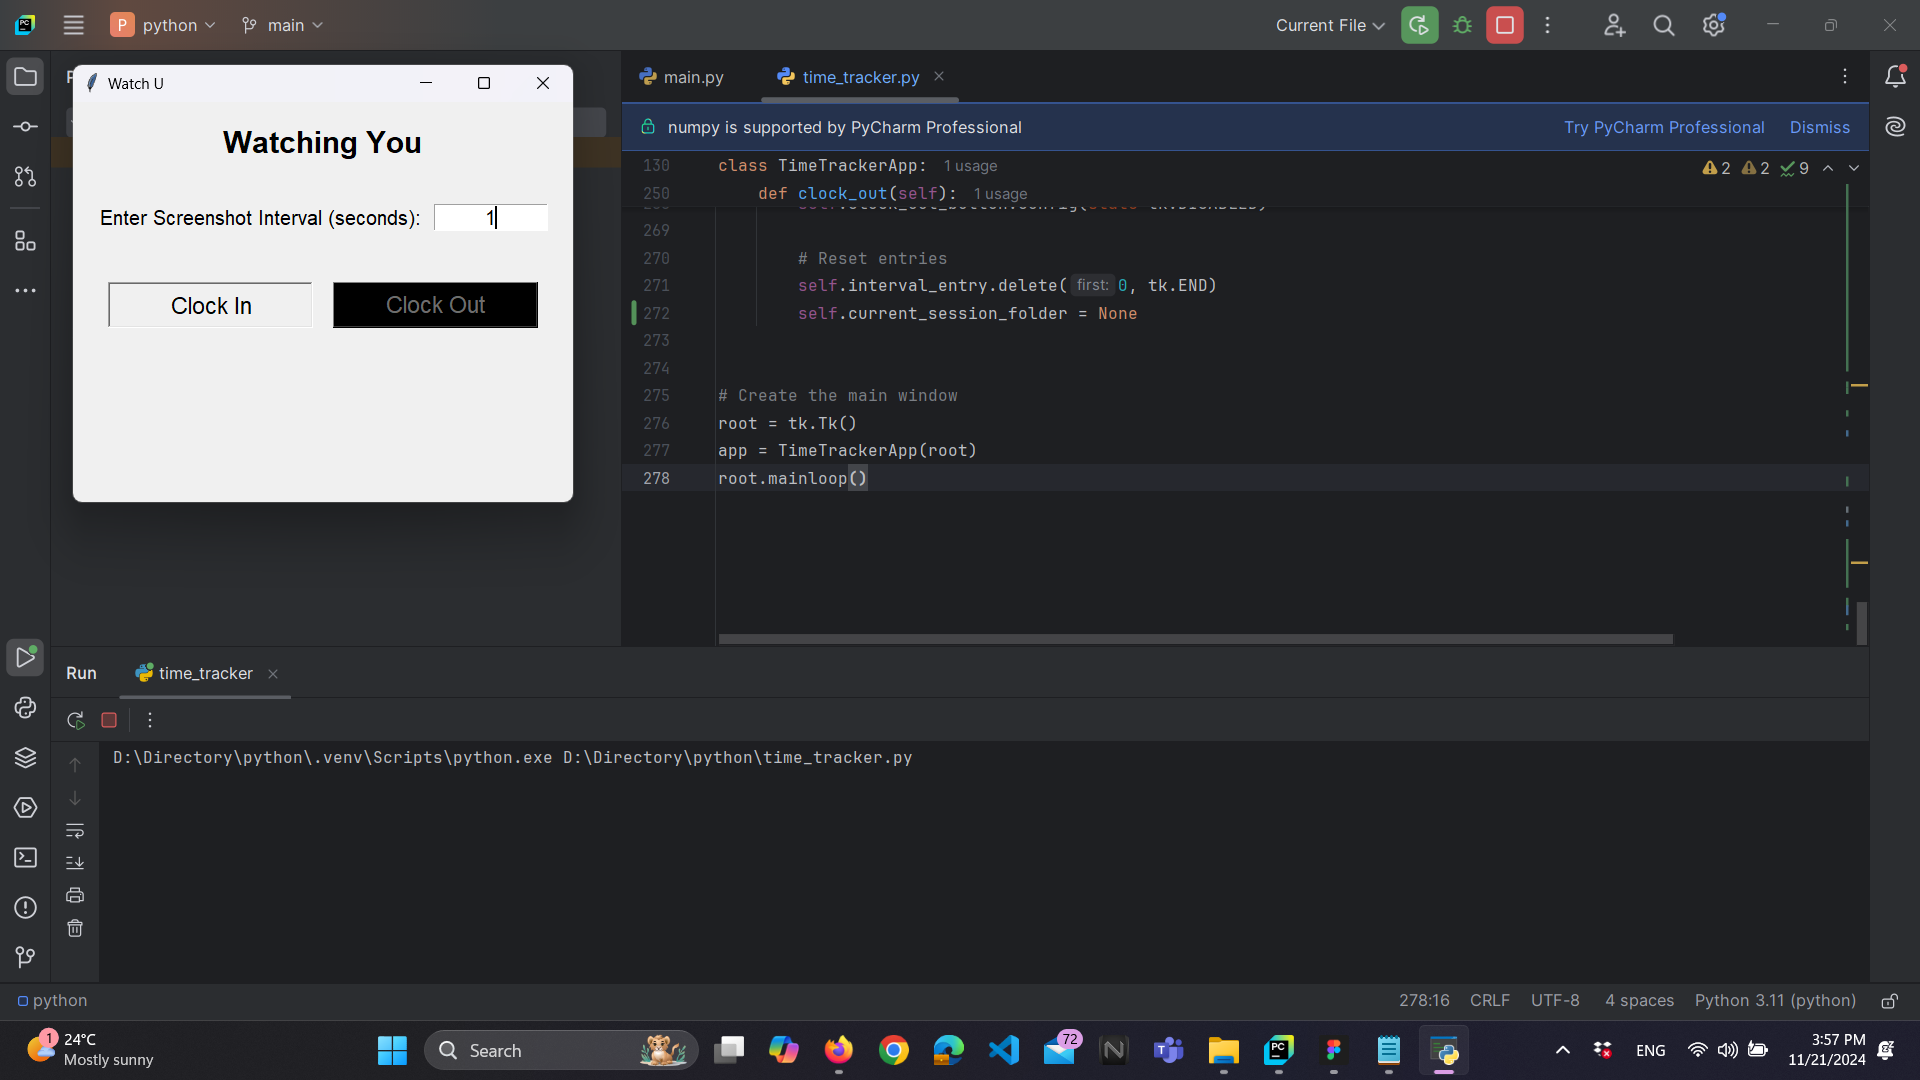 P python main
Current File
Watch U
Watching You
Enter Screenshot Interval (seconds): 1
Clock In Clock Out
main.py time_tracker.py
numpy is supported by PyCharm Professional Try PyCharm Professional Dismiss
130 class TimeTrackerApp: 1 usage
2 2 9
250 def clock_out(self): 1 usage
269
270 # Reset entries
271 self.interval_entry.delete( first: 0, tk.END)
272 self.current_session_folder = None
273
274
275 # Create the main window
276 root = tk.Tk()
277 app = TimeTrackerApp(root)
278 root.mainloop()
Run time_tracker
D:\Directory\python\.venv\Scripts\python.exe D:\Directory\python\time_tracker.py
python
278:16 CRLF UTF-8 4 spaces Python 3.11 (python)
1 24°C
Mostly sunny
Search
PC
72
ENG
3:57 PM
11/21/2024